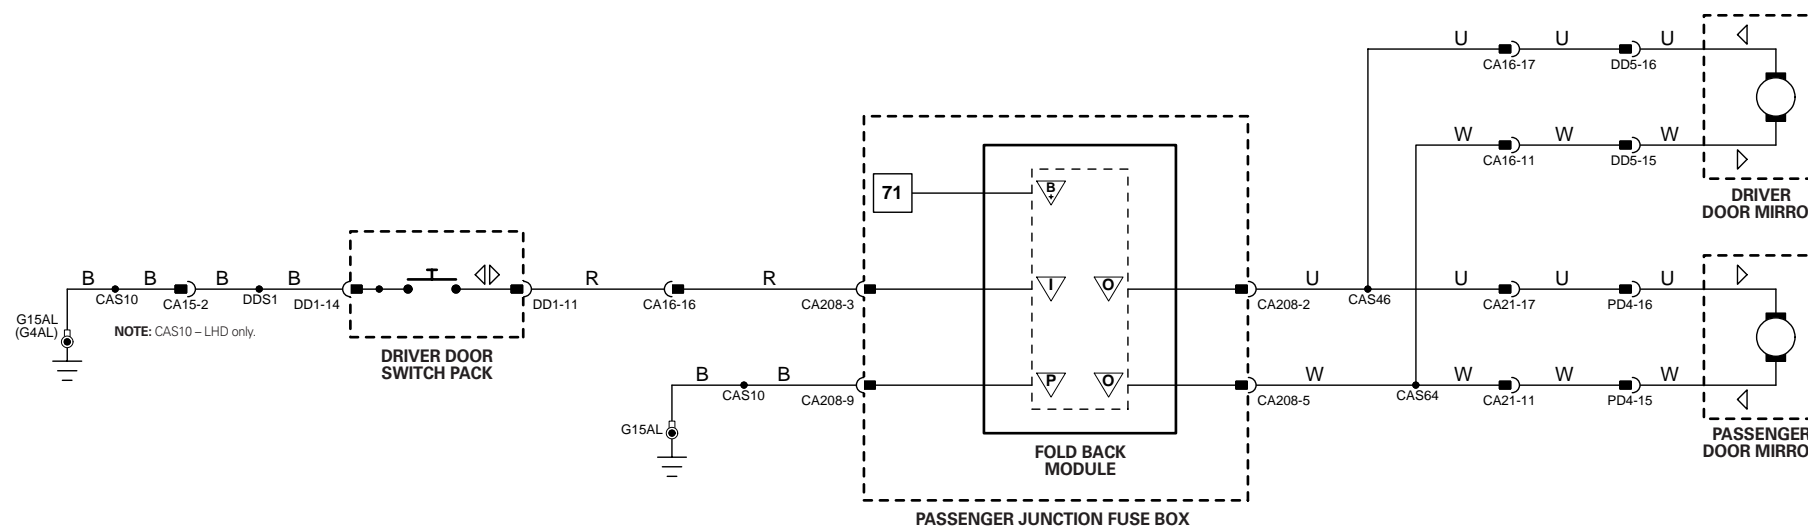 U U U
CA16-17 DD5-16
W W W
CA16-11 DD5-15
DRIVER
DOOR MIRRO
71
B
+
B B B B
CAS10 CA15-2 DDS1 DD1-14
R R
DD1-11 CA16-16 CA208-3
I O
U U U U
CA208-2 CAS46 CA21-17 PD4-16
G15AL
(G4AL)
NOTE: CAS10 – LHD only.
DRIVER DOOR
SWITCH PACK
B B
CAS10 CA208-9
P O
W W W W
CA208-5 CAS64 CA21-11 PD4-15
G15AL
FOLD BACK
MODULE
PASSENGER
DOOR MIRRO
PASSENGER JUNCTION FUSE BOX